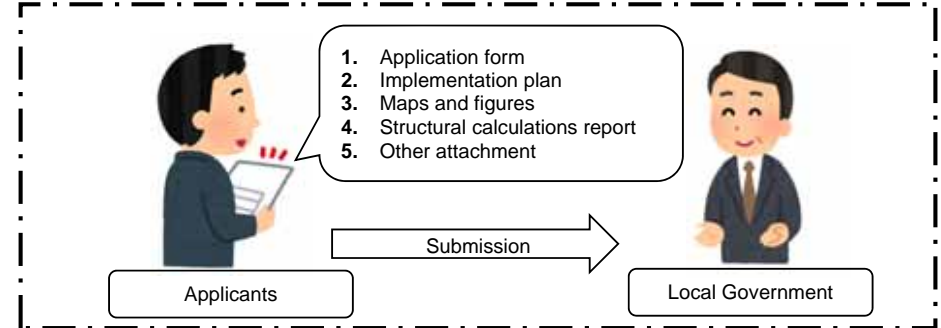 1. Application form
2. Implementation plan
3. Maps and figures
4. Structural calculations report
5. Other attachment
Submission
Applicants
Local Government